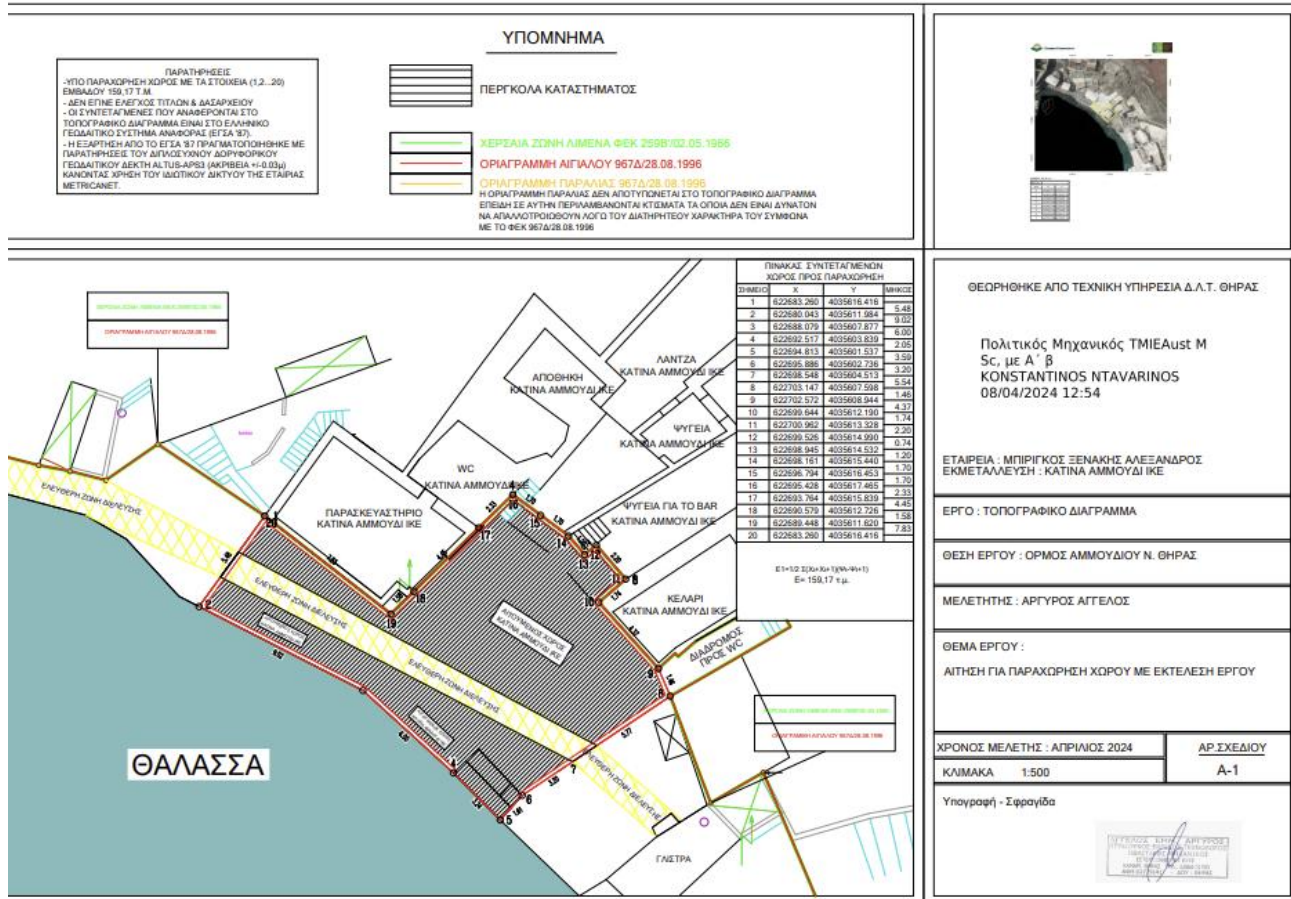 ΥΠΟΜΝΗΜΑ
ΠΑΡΑΤΗΡΗΣΕΙΣ
-ΥΠΟ ΠΑΡΑΧΩΡΗΣΗ ΧΩΡΟΣ ΜΕ ΤΑ ΣΤΟΙΧΕΙΑ (1,2...20)
ΕΜΒΑΔΟΥ 159,17 Τ.Μ.
- ΔΕΝ ΕΓΙΝΕ ΕΛΕΓΧΟΣ ΤΙΤΛΩΝ & ΔΑΣΑΡΧΕΙΟΥ
- ΟΙ ΣΥΝΤΕΤΑΓΜΕΝΕΣ ΠΟΥ ΑΝΑΦΕΡΟΝΤΑΙ ΣΤΟ
ΤΟΠΟΓΡΑΦΙΚΟ ΔΙΑΓΡΑΜΜΑ ΕΙΝΑΙ ΣΤΟ ΕΛΛΗΝΙΚΟ
ΓΕΩΔΑΙΤΙΚΟ ΣΥΣΤΗΜΑ ΑΝΑΦΟΡΑΣ (ΕΓΣΑ '87).
- Η ΕΞΑΡΤΗΣΗ ΑΠΟ ΤΟ ΕΓΣΑ '87 ΠΡΑΓΜΑΤΟΠΟΙΗΘΗΚΕ ΜΕ
ΠΑΡΑΤΗΡΗΣΕΙΣ ΤΟΥ ΔΙΠΛΟΣΥΧΝΟΥ ΔΟΡΥΦΟΡΙΚΟΥ
ΓΕΩΔΑΙΤΙΚΟΥ ΔΕΚΤΗ ALTUS-APS3 (ΑΚΡΙΒΕΙΑ +/-0.03μ)
ΚΑΝΟΝΤΑΣ ΧΡΗΣΗ ΤΟΥ ΙΔΙΩΤΙΚΟΥ ΔΙΚΤΥΟΥ ΤΗΣ ΕΤΑΙΡΙΑΣ
METRICANET.
ΠΕΡΓΚΟΛΑ ΚΑΤΑΣΤΗΜΑΤΟΣ
ΧΕΡΣΑΙΑ ΖΩΝΗ ΛΙΜΕΝΑ ΦΕΚ 259Β'/02.05.1966
ΟΡΙΑΓΡΑΜΜΗ ΑΙΓΙΑΛΟΥ 967Δ/28.08.1996
ΟΡΙΑΓΡΑΜΜΗ ΠΑΡΑΛΙΑΣ 967Δ/28.08.1996
Η ΟΡΙΑΓΡΑΜΜΗ ΠΑΡΑΛΙΑΣ ΔΕΝ ΑΠΟΤΥΠΩΝΕΤΑΙ ΣΤΟ ΤΟΠΟΓΡΑΦΙΚΟ ΔΙΑΓΡΑΜΜΑ
ΕΠΕΙΔΗ ΣΕ ΑΥΤΗΝ ΠΕΡΙΛΑΜΒΑΝΟΝΤΑΙ ΚΤΙΣΜΑΤΑ ΤΑ ΟΠΟΙΑ ΔΕΝ ΕΙΝΑΙ ΔΥΝΑΤΟΝ
ΝΑ ΑΠΑΛΛΟΤΡΙΩΘΟΥΝ ΛΟΓΩ ΤΟΥ ΔΙΑΤΗΡΗΤΕΟΥ ΧΑΡΑΚΤΗΡΑ ΤΟΥ ΣΥΜΦΩΝΑ
ΜΕ ΤΟ ΦΕΚ 967Δ/28.08.1996
ΠΙΝΑΚΑΣ ΣΥΝΤΕΤΑΓΜΕΝΩΝ
ΧΩΡΟΣ ΠΡΟΣ ΠΑΡΑΧΩΡΗΣΗ
ΣΗΜΕΙΟ X Y ΜΗΚΟΣ
1 622683.260 4035616.416
5.48
2 622680.043 4035611.984
9.02
3 622688.079 4035607.877
6.00
4 622692.517 4035603.839
2.05
5 622694.813 4035601.537
3.59
6 622695.886 4035602.736
3.20
7 622698.548 4035604.513
5.54
8 622703.147 4035607.598
1.46
9 622702.572 4035608.944
4.37
10 622699.644 4035612.190
1.74
11 622700.962 4035613.328
2.20
12 622699.526 4035614.990
0.74
13 622698.945 4035614.532
1.20
14 622698.161 4035615.440
1.70
15 622696.794 4035616.453
1.70
16 622695.428 4035617.465
2.33
17 622693.764 4035615.839
4.45
18 622690.579 4035612.726
1.58
19 622689.448 4035611.620
7.83
20 622683.260 4035616.416
Ε= 159,17 τ.μ.
ΛΑΝΤΖΑ
ΚΑΤΙΝΑ ΑΜΜΟΥΔΙ ΙΚΕ
ΑΠΟΘΗΚΗ
ΚΑΤΙΝΑ ΑΜΜΟΥΔΙ ΙΚΕ
ΨΥΓΕΙΑ
ΚΑΤΙΝΑ ΑΜΜΟΥΔΙ ΙΚΕ
WC
ΚΑΤΙΝΑ ΑΜΜΟΥΔΙ ΙΚΕ
ΨΥΓΕΙΑ ΓΙΑ ΤΟ BAR
ΚΑΤΙΝΑ ΑΜΜΟΥΔΙ ΙΚΕ
ΠΑΡΑΣΚΕΥΑΣΤΗΡΙΟ
ΚΑΤΙΝΑ ΑΜΜΟΥΔΙ ΙΚΕ
ΚΕΛΑΡΙ
ΚΑΤΙΝΑ ΑΜΜΟΥΔΙ ΙΚΕ
ΔΙΑΔΡΟΜΟΣ
ΠΡΟΣ WC
ΑΙΤΟΥΜΕΝΟΣ ΧΩΡΟΣ
ΚΑΤΙΝΑ ΑΜΜΟΥΔΙ ΙΚΕ
ΕΛΕΥΘΕΡΗ ΖΩΝΗ ΔΙΕΛΕΥΣΗΣ
ΕΛΕΥΘΕΡΗ ΖΩΝΗ ΔΙΕΛΕΥΣΗΣ
ΕΛΕΥΘΕΡΗ ΖΩΝΗ ΔΙΕΛΕΥΣΗΣ
ΕΛΕΥΘΕΡΗ ΖΩΝΗ ΔΙΕΛΕΥΣΗΣ
ΘΑΛΑΣΣΑ
ΓΛΙΣΤΡΑ
ΘΕΩΡΗΘΗΚΕ ΑΠΟ ΤΕΧΝΙΚΗ ΥΠΗΡΕΣΙΑ Δ.Λ.Τ. ΘΗΡΑΣ
Πολιτικός Μηχανικός TMIEAust M
Sc, με Α΄ β
KONSTANTINOS NTAVARINOS
08/04/2024 12:54
ΕΤΑΙΡΕΙΑ : ΜΠΙΡΙΓΚΟΣ ΞΕΝΑΚΗΣ ΑΛΕΞΑΝΔΡΟΣ
ΕΚΜΕΤΑΛΛΕΥΣΗ : ΚΑΤΙΝΑ ΑΜΜΟΥΔΙ ΙΚΕ
ΕΡΓΟ : ΤΟΠΟΓΡΑΦΙΚΟ ΔΙΑΓΡΑΜΜΑ
ΘΕΣΗ ΕΡΓΟΥ : ΟΡΜΟΣ ΑΜΜΟΥΔΙΟΥ Ν. ΘΗΡΑΣ
ΜΕΛΕΤΗΤΗΣ : ΑΡΓΥΡΟΣ ΑΓΓΕΛΟΣ
ΘΕΜΑ ΕΡΓΟΥ :
ΑΙΤΗΣΗ ΓΙΑ ΠΑΡΑΧΩΡΗΣΗ ΧΩΡΟΥ ΜΕ ΕΚΤΕΛΕΣΗ ΕΡΓΟΥ
ΧΡΟΝΟΣ ΜΕΛΕΤΗΣ : ΑΠΡΙΛΙΟΣ 2024
ΑΡ.ΣΧΕΔΙΟΥ
ΚΛΙΜΑΚΑ 1:500
A-1
Υπογραφή - Σφραγίδα